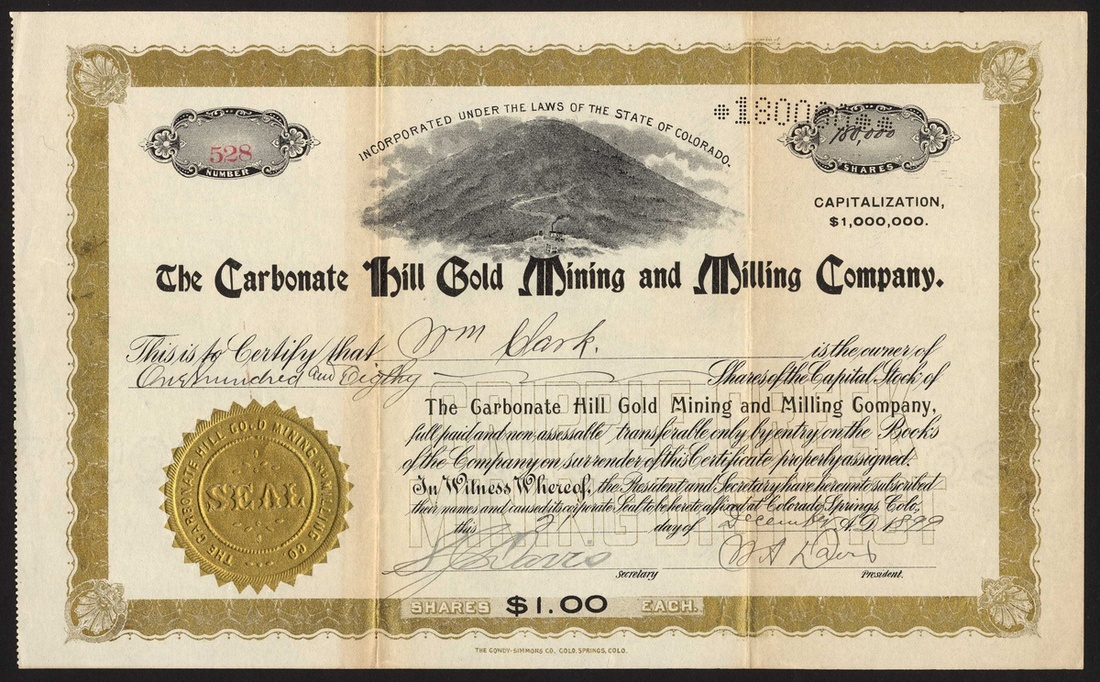 INCORPORATED UNDER THE LAWS OF THE STATE OF COLORADO.
528
NUMBER
180,000
SHARES
CAPITALIZATION,
$1,000,000.
The Carbonate Hill Gold Mining and Milling Company.
This is to Certify that Wm Clark. is the owner of
One hundred and Eigthy Shares of the Capital Stock of
The Carbonate Hill Gold Mining and Milling Company,
full paid and non-assessable transferable only by entry on the Books
of the Company on surrender of this Certificate properly assigned.
In Witness Whereof, the President and Secretary have hereunto subscribed
their names and caused its corporate Seal to be hereto affixed at Colorado Springs, Colo.,
this 21 day of December A.D. 1899
Davis
Secretary President.
THE CARBONATE HILL GOLD MINING & MILLING CO.
SEAL
SHARES $1.00 EACH.
THE GOWDY-SIMMONS CO., COLO. SPRINGS, COLO.